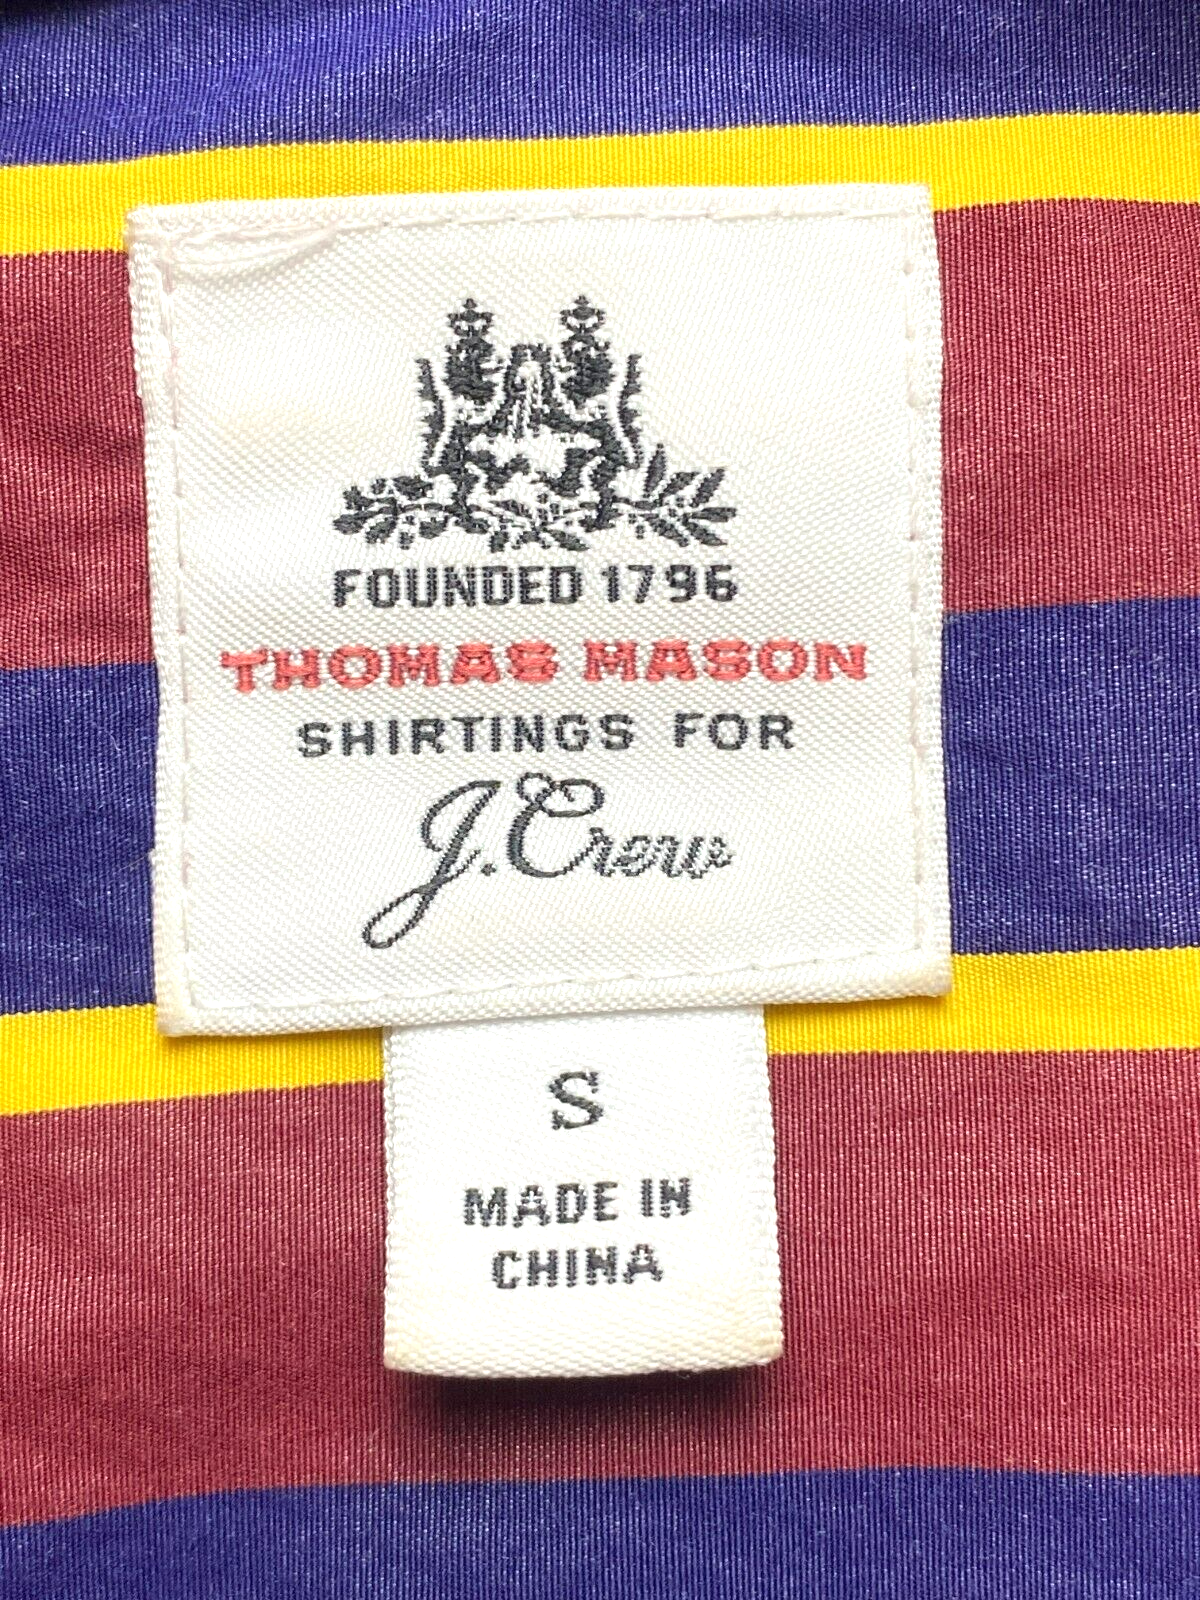 FOUNDED 1796
THOMAS MASON
SHIRTINGS FOR
J.Crew
S
MADE IN
CHINA